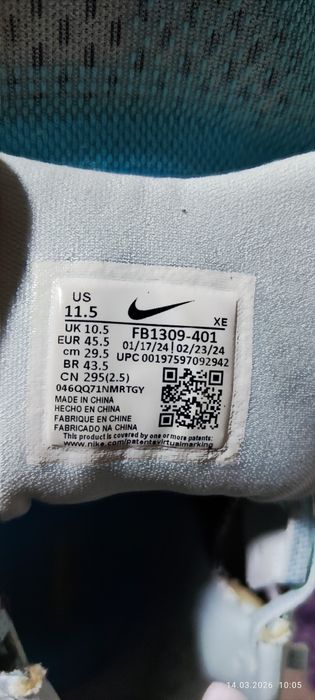 US
11.5
XE
UK 10.5
FB1309-401
EUR 45.5
01/17/24 | 02/23/24
cm 29.5
UPC 00197597092942
BR 43.5
CN 295(2.5)
046QQ71NMRTGY
MADE IN CHINA
HECHO EN CHINA
FABRIQUE EN CHINE
FABRICADO NA CHINA
This product is covered by one or more patents:
www.nike.com/patentsvirtualmarking
14.03.2026 10:05